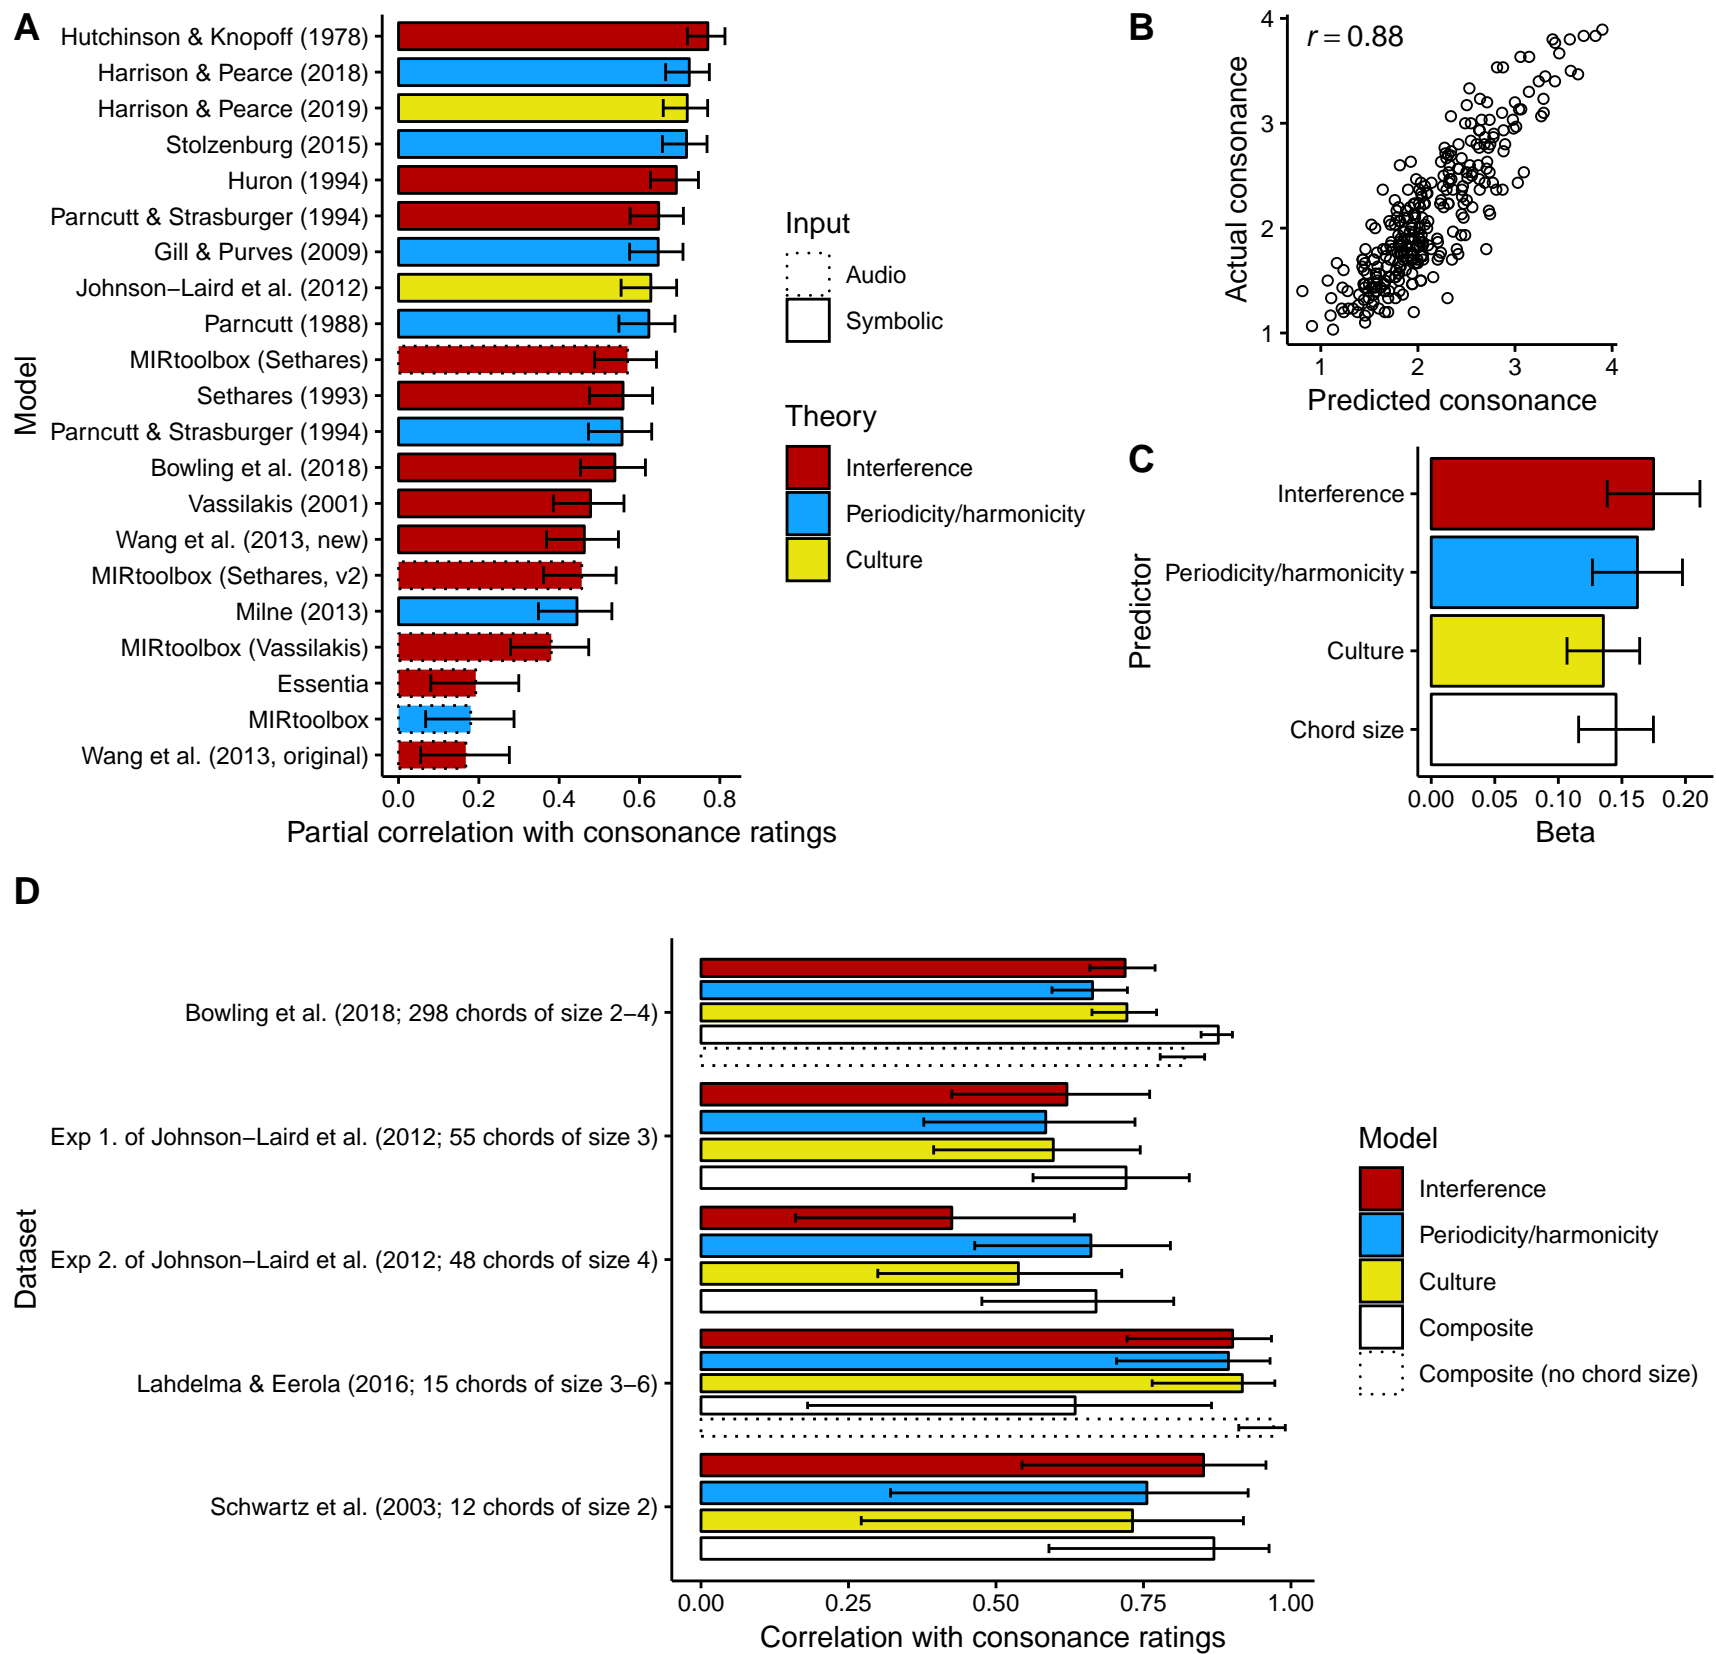 A
Hutchinson & Knopoff (1978)
Harrison & Pearce (2018)
Harrison & Pearce (2019)
Stolzenburg (2015)
Huron (1994)
Parncutt & Strasburger (1994)
Gill & Purves (2009)
Johnson–Laird et al. (2012)
Parncutt (1988)
MIRtoolbox (Sethares)
Sethares (1993)
Parncutt & Strasburger (1994)
Bowling et al. (2018)
Vassilakis (2001)
Wang et al. (2013, new)
MIRtoolbox (Sethares, v2)
Milne (2013)
MIRtoolbox (Vassilakis)
Essentia
MIRtoolbox
Wang et al. (2013, original)
Model
0.0 0.2 0.4 0.6 0.8
Partial correlation with consonance ratings
Input
Audio
Symbolic
Theory
Interference
Periodicity/harmonicity
Culture
B
r = 0.88
Actual consonance
4
3
2
1
1 2 3 4
Predicted consonance
C
Predictor
Interference
Periodicity/harmonicity
Culture
Chord size
0.00 0.05 0.10 0.15 0.20
Beta
D
Dataset
Bowling et al. (2018; 298 chords of size 2–4)
Exp 1. of Johnson–Laird et al. (2012; 55 chords of size 3)
Exp 2. of Johnson–Laird et al. (2012; 48 chords of size 4)
Lahdelma & Eerola (2016; 15 chords of size 3–6)
Schwartz et al. (2003; 12 chords of size 2)
0.00 0.25 0.50 0.75 1.00
Correlation with consonance ratings
Model
Interference
Periodicity/harmonicity
Culture
Composite
Composite (no chord size)